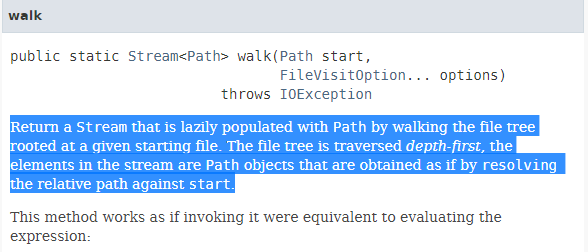 walk
public static Stream<Path> walk(Path start,
FileVisitOption... options)
throws IOException
Return a Stream that is lazily populated with Path by walking the file tree
rooted at a given starting file. The file tree is traversed depth-first, the
elements in the stream are Path objects that are obtained as if by resolving
the relative path against start.
This method works as if invoking it were equivalent to evaluating the
expression: